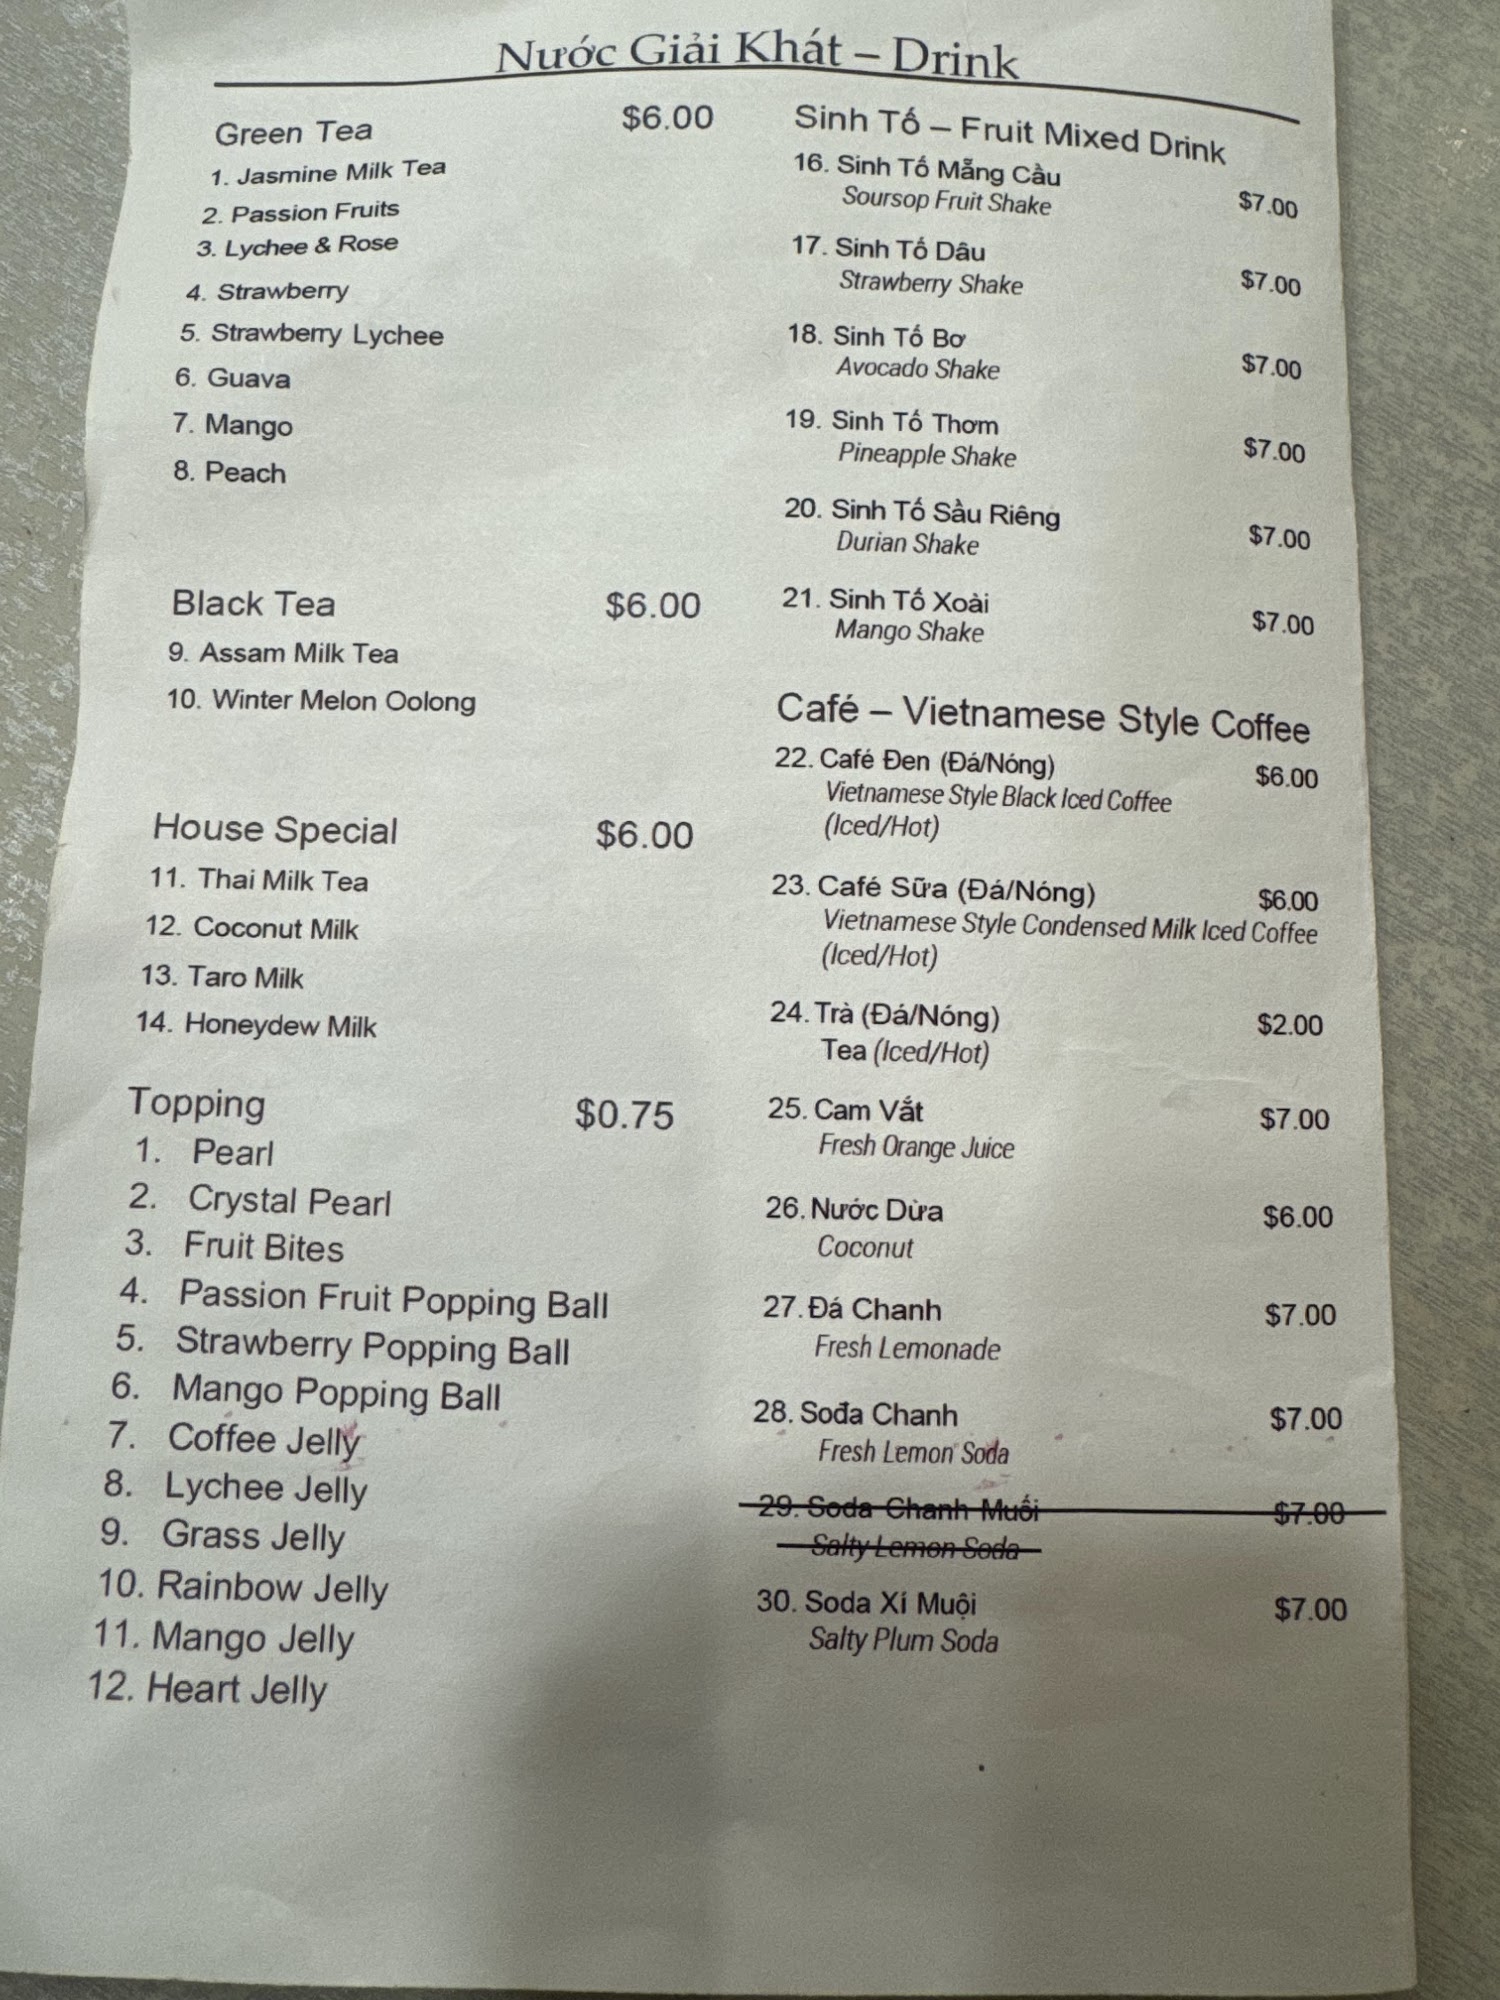 Nước Giải Khát – Drink
Green Tea $6.00
1. Jasmine Milk Tea
2. Passion Fruits
3. Lychee & Rose
4. Strawberry
5. Strawberry Lychee
6. Guava
7. Mango
8. Peach
Black Tea $6.00
9. Assam Milk Tea
10. Winter Melon Oolong
House Special $6.00
11. Thai Milk Tea
12. Coconut Milk
13. Taro Milk
14. Honeydew Milk
Topping $0.75
1. Pearl
2. Crystal Pearl
3. Fruit Bites
4. Passion Fruit Popping Ball
5. Strawberry Popping Ball
6. Mango Popping Ball
7. Coffee Jelly
8. Lychee Jelly
9. Grass Jelly
10. Rainbow Jelly
11. Mango Jelly
12. Heart Jelly
Sinh Tố – Fruit Mixed Drink
16. Sinh Tố Mẵng Cầu
Soursop Fruit Shake $7.00
17. Sinh Tố Dâu
Strawberry Shake $7.00
18. Sinh Tố Bơ
Avocado Shake $7.00
19. Sinh Tố Thơm
Pineapple Shake $7.00
20. Sinh Tố Sầu Riêng
Durian Shake $7.00
21. Sinh Tố Xoài
Mango Shake $7.00
Café – Vietnamese Style Coffee
22. Café Đen (Đá/Nóng) $6.00
Vietnamese Style Black Iced Coffee
(Iced/Hot)
23. Café Sữa (Đá/Nóng) $6.00
Vietnamese Style Condensed Milk Iced Coffee
(Iced/Hot)
24. Trà (Đá/Nóng) $2.00
Tea (Iced/Hot)
25. Cam Vắt $7.00
Fresh Orange Juice
26. Nước Dừa $6.00
Coconut
27. Đá Chanh $7.00
Fresh Lemonade
28. Sođa Chanh $7.00
Fresh Lemon Soda
29. Soda Chanh Muối $7.00
Salty Lemon Soda
30. Soda Xí Muội $7.00
Salty Plum Soda